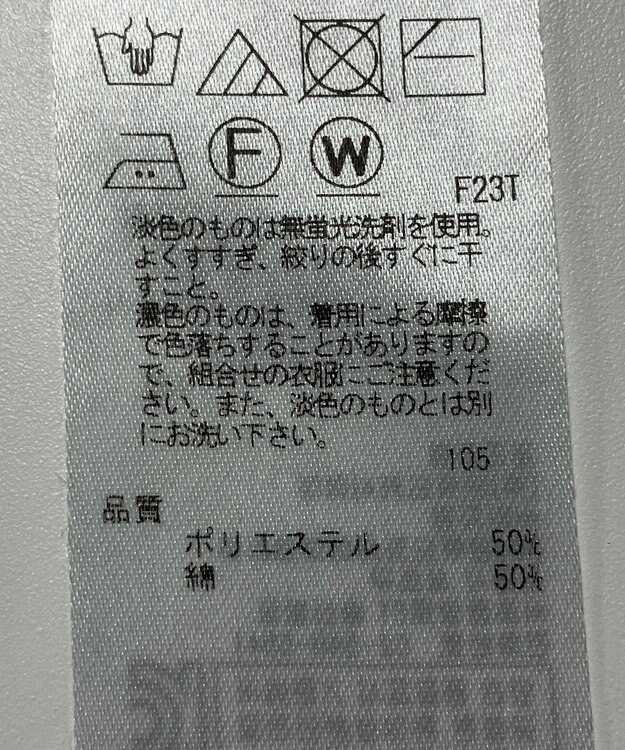 F
W
F23T
淡色のものは無蛍光洗剤を使用。
よくすすぎ、絞りの後すぐに干
すこと。
濃色のものは、着用による摩擦
で色落ちすることがありますの
で、組合せの衣服にご注意くだ
さい。また、淡色のものとは別
にお洗い下さい。
105
品質
ポリエステル 50%
綿 50%